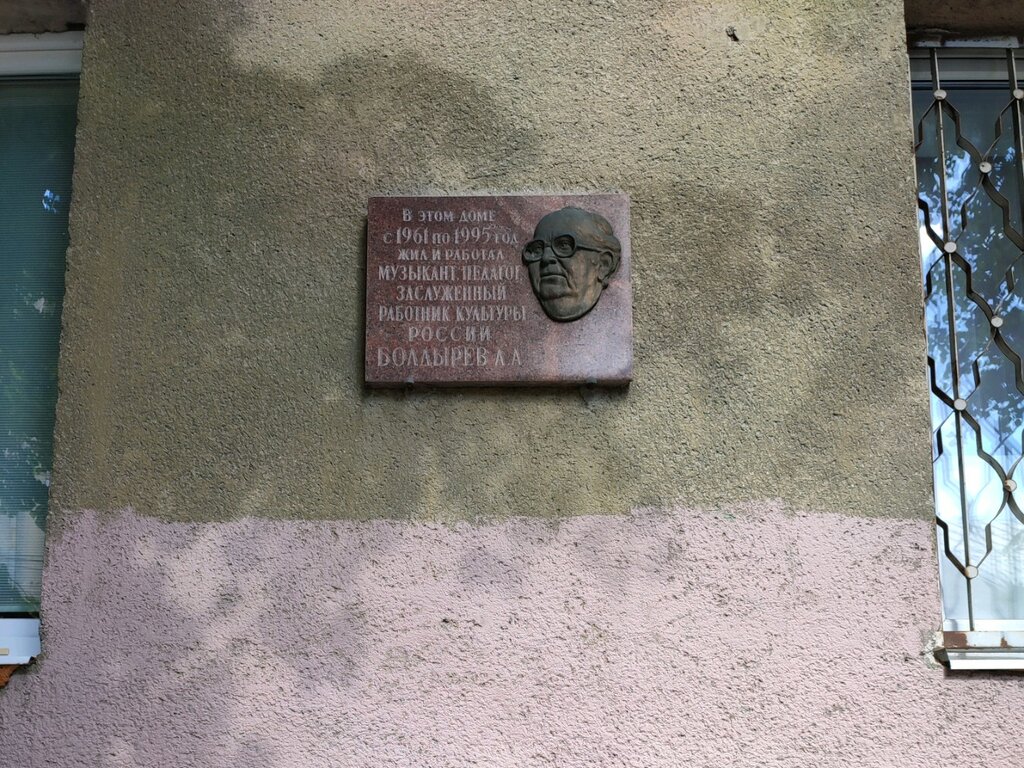 В ЭТОМ ДОМЕ
С 1961 ПО 1995 ГОД
ЖИЛ И РАБОТАЛ
МУЗЫКАНТ ПЕДАГОГ
ЗАСЛУЖЕННЫЙ
РАБОТНИК КУЛЬТУРЫ
РОССИИ
БОЛДЫРЕВ А.А